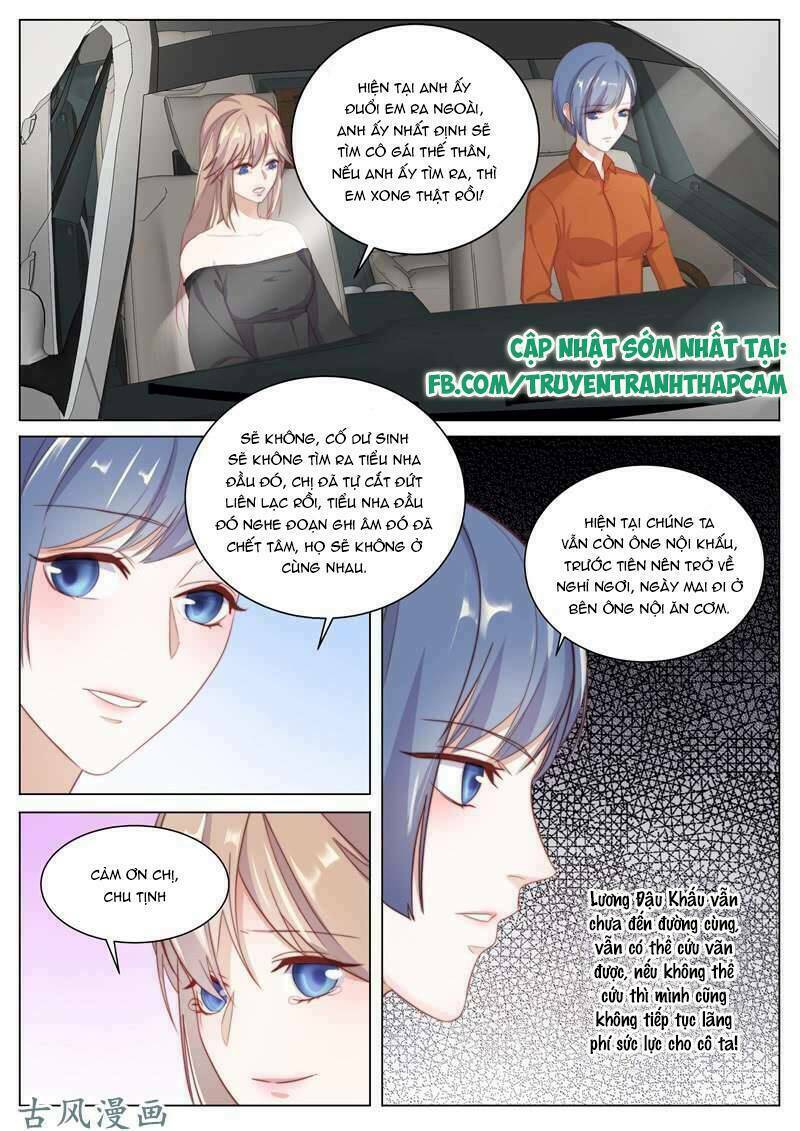 HIỆN TẠI ANH ẤY
ĐUỔI EM RA NGOÀI,
ANH ẤY NHẤT ĐỊNH SẼ
TÌM CÔ GÁI THẾ THÂN,
NẾU ANH ẤY TÌM RA, THÌ
EM XONG THẬT RỒI!
CẬP NHẬT SỚM NHẤT TẠI:
FB.COM/TRUYENTRANHTHAPCAM
SẼ KHÔNG, CỐ DƯ SINH
SẼ KHÔNG TÌM RA TIỂU NHA
ĐẦU ĐÓ, CHỊ ĐÃ TỰ CẮT ĐỨT
LIÊN LẠC RỒI, TIỂU NHA ĐẦU
ĐÓ NGHE ĐOẠN GHI ÂM ĐÓ ĐÃ
CHẾT TÂM, HỌ SẼ KHÔNG Ở
CÙNG NHAU.
HIỆN TẠI CHÚNG TA
VẪN CÒN ÔNG NỘI KHẤU,
TRƯỚC TIÊN NÊN TRỞ VỀ
NGHỈ NGƠI, NGÀY MAI ĐI Ở
BÊN ÔNG NỘI ĂN CƠM.
CẢM ƠN CHỊ,
CHU TỊNH
Lương Đậu Khấu vẫn
chưa đến đường cùng,
vẫn có thể cứu vãn
được, nếu không thể
cứu thì mình cũng
không tiếp tục lãng
phí sức lực cho cô ta!
古风漫画